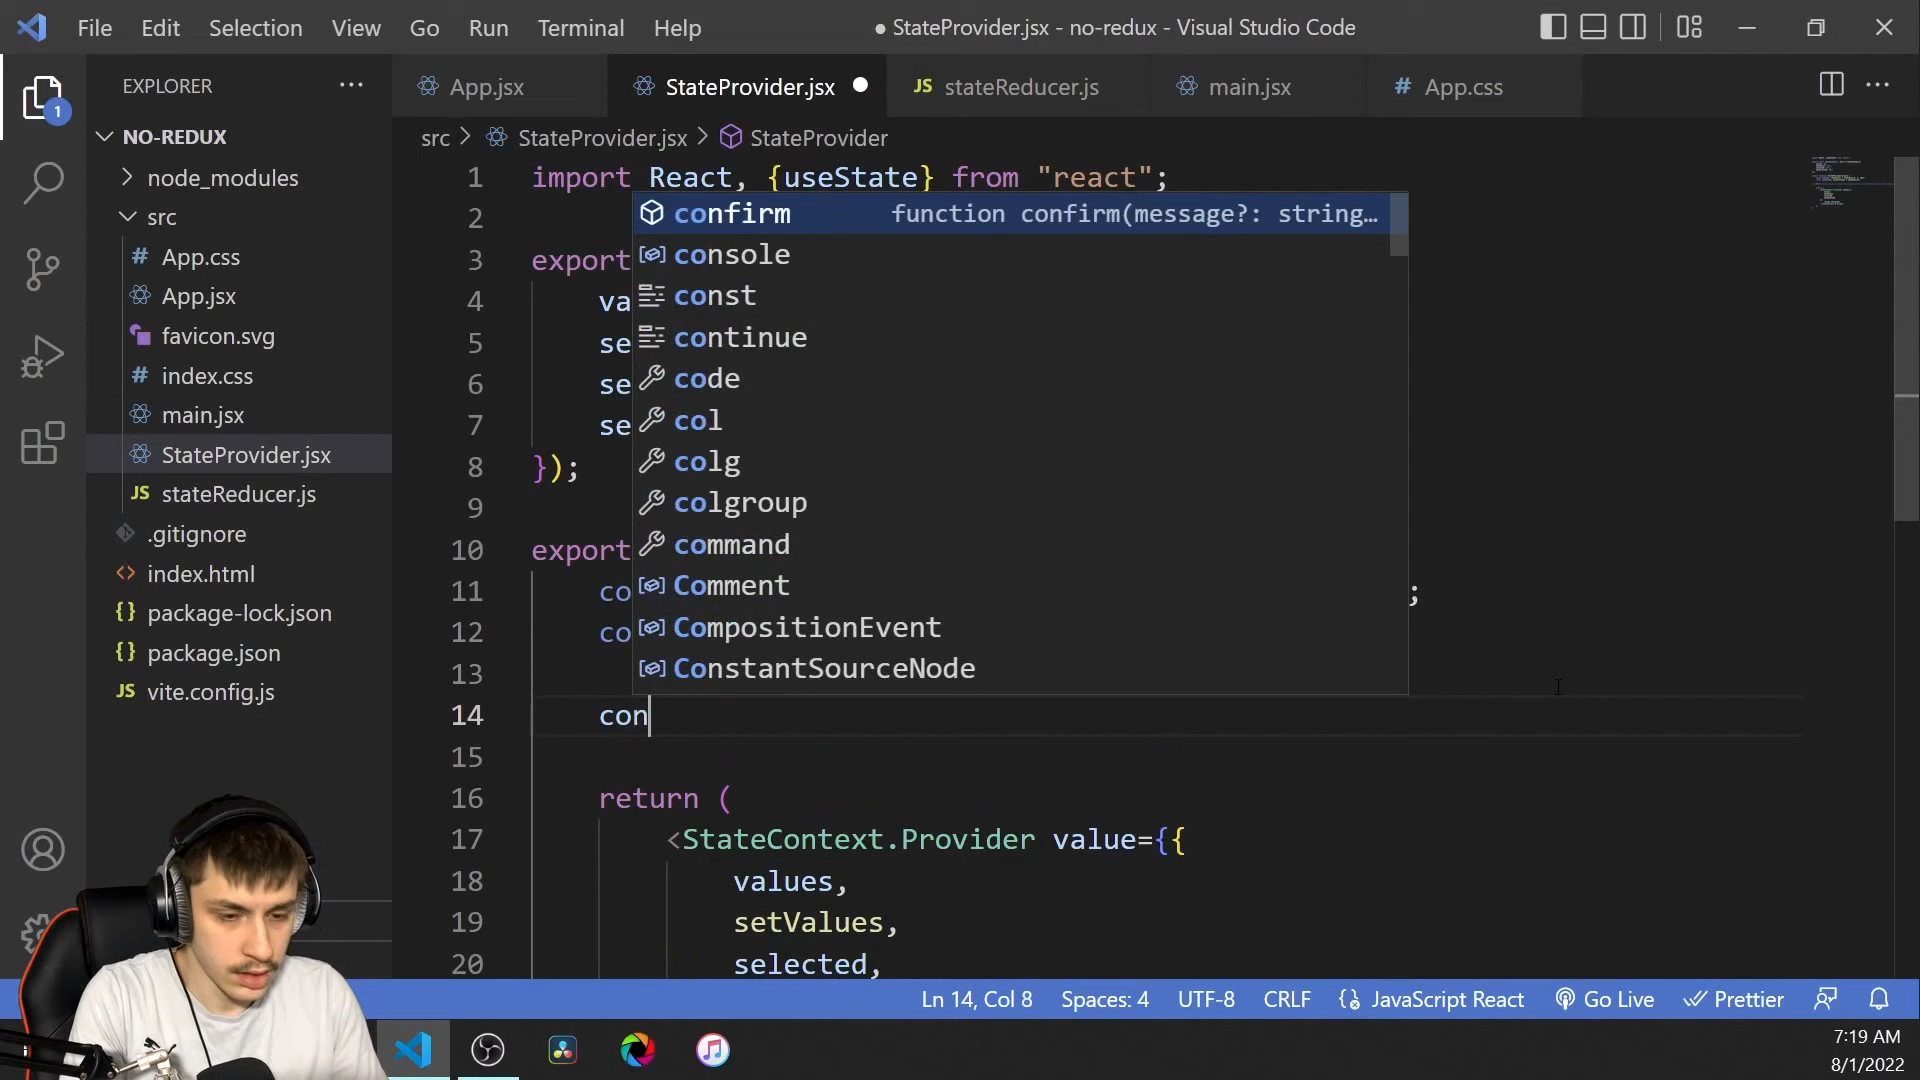 File Edit Selection View Go Run Terminal Help
● StateProvider.jsx - no-redux - Visual Studio Code
EXPLORER
App.jsx
StateProvider.jsx
JS stateReducer.js
main.jsx
# App.css
NO-REDUX
src > StateProvider.jsx > StateProvider
node_modules
src
# App.css
App.jsx
favicon.svg
# index.css
main.jsx
StateProvider.jsx
JS stateReducer.js
.gitignore
<> index.html
{} package-lock.json
{} package.json
JS vite.config.js
1
1 import React, {useState} from "react";
2
3 export
4 va
5 se
6 se
7 se
8 });
9
10 export
11 co ;
12 co
13
14 con
15
16 return (
17 <StateContext.Provider value={{
18 values,
19 setValues,
20 selected,
confirm function confirm(message?: string…
console
const
continue
code
col
colg
colgroup
command
Comment
CompositionEvent
ConstantSourceNode
Ln 14, Col 8 Spaces: 4 UTF-8 CRLF JavaScript React Go Live Prettier
7:19 AM
8/1/2022